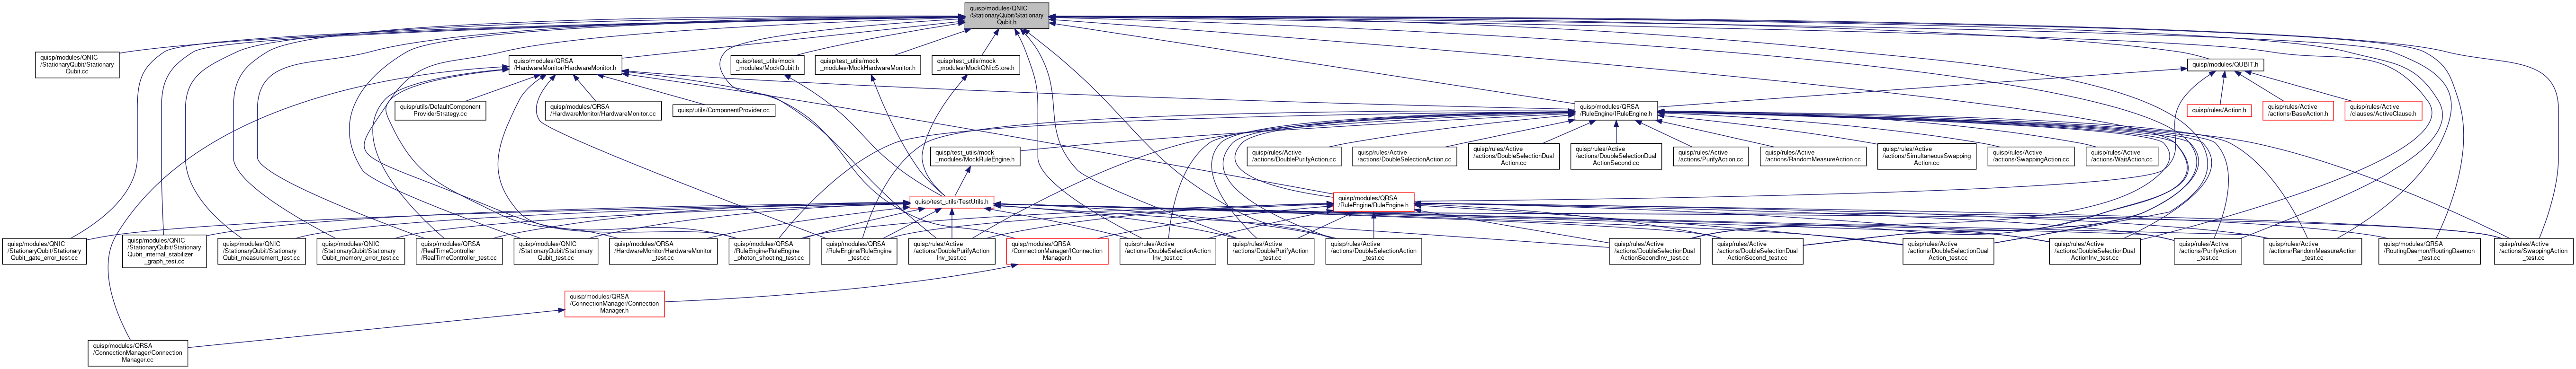 quisp/modules/QNIC
/StationaryQubit/Stationary
Qubit.h
quisp/modules/QNIC
/StationaryQubit/Stationary
Qubit.cc
quisp/modules/QRSA
/HardwareMonitor/HardwareMonitor.h
quisp/test_utils/mock
_modules/MockQubit.h
quisp/test_utils/mock
_modules/MockHardwareMonitor.h
quisp/test_utils/mock
_modules/MockQNicStore.h
quisp/modules/QUBIT.h
quisp/utils/DefaultComponent
ProviderStrategy.cc
quisp/modules/QRSA
/HardwareMonitor/HardwareMonitor.cc
quisp/utils/ComponentProvider.cc
quisp/modules/QRSA
/RuleEngine/IRuleEngine.h
quisp/rules/Action.h
quisp/rules/Active
/actions/BaseAction.h
quisp/rules/Active
/clauses/ActiveClause.h
quisp/test_utils/mock
_modules/MockRuleEngine.h
quisp/rules/Active
/actions/DoublePurifyAction.cc
quisp/rules/Active
/actions/DoubleSelectionAction.cc
quisp/rules/Active
/actions/DoubleSelectionDual
Action.cc
quisp/rules/Active
/actions/DoubleSelectionDual
ActionSecond.cc
quisp/rules/Active
/actions/PurifyAction.cc
quisp/rules/Active
/actions/RandomMeasureAction.cc
quisp/rules/Active
/actions/SimultaneousSwapping
Action.cc
quisp/rules/Active
/actions/SwappingAction.cc
quisp/rules/Active
/actions/WaitAction.cc
quisp/test_utils/TestUtils.h
quisp/modules/QRSA
/RuleEngine/RuleEngine.h
quisp/modules/QNIC
/StationaryQubit/Stationary
Qubit_gate_error_test.cc
quisp/modules/QNIC
/StationaryQubit/Stationary
Qubit_internal_stabilizer
_graph_test.cc
quisp/modules/QNIC
/StationaryQubit/Stationary
Qubit_measurement_test.cc
quisp/modules/QNIC
/StationaryQubit/Stationary
Qubit_memory_error_test.cc
quisp/modules/QRSA
/RealTimeController
/RealTimeController_test.cc
quisp/modules/QNIC
/StationaryQubit/Stationary
Qubit_test.cc
quisp/modules/QRSA
/HardwareMonitor/HardwareMonitor
_test.cc
quisp/modules/QRSA
/RuleEngine/RuleEngine
_photon_shooting_test.cc
quisp/modules/QRSA
/RuleEngine/RuleEngine
_test.cc
quisp/rules/Active
/actions/DoublePurifyAction
Inv_test.cc
quisp/modules/QRSA
/ConnectionManager/IConnection
Manager.h
quisp/rules/Active
/actions/DoubleSelectionAction
Inv_test.cc
quisp/rules/Active
/actions/DoublePurifyAction
_test.cc
quisp/rules/Active
/actions/DoubleSelectionAction
_test.cc
quisp/rules/Active
/actions/DoubleSelectionDual
ActionSecondInv_test.cc
quisp/rules/Active
/actions/DoubleSelectionDual
ActionSecond_test.cc
quisp/rules/Active
/actions/DoubleSelectionDual
Action_test.cc
quisp/rules/Active
/actions/DoubleSelectionDual
ActionInv_test.cc
quisp/rules/Active
/actions/PurifyAction
_test.cc
quisp/rules/Active
/actions/RandomMeasureAction
_test.cc
quisp/modules/QRSA
/RoutingDaemon/RoutingDaemon
_test.cc
quisp/rules/Active
/actions/SwappingAction
_test.cc
quisp/modules/QRSA
/ConnectionManager/Connection
Manager.h
quisp/modules/QRSA
/ConnectionManager/Connection
Manager.cc